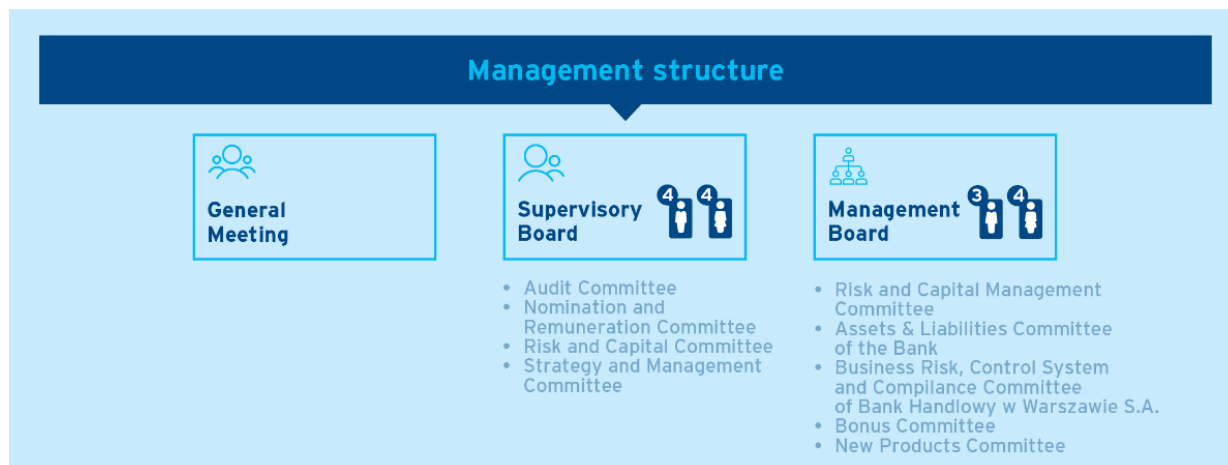 Management structure
General
Meeting
Supervisory
Board
4 4
• Audit Committee
• Nomination and
Remuneration Committee
• Risk and Capital Committee
• Strategy and Management
Committee
Management
Board
3 4
• Risk and Capital Management
Committee
• Assets & Liabilities Committee
of the Bank
• Business Risk, Control System
and Compilance Committee
of Bank Handlowy w Warszawie S.A.
• Bonus Committee
• New Products Committee